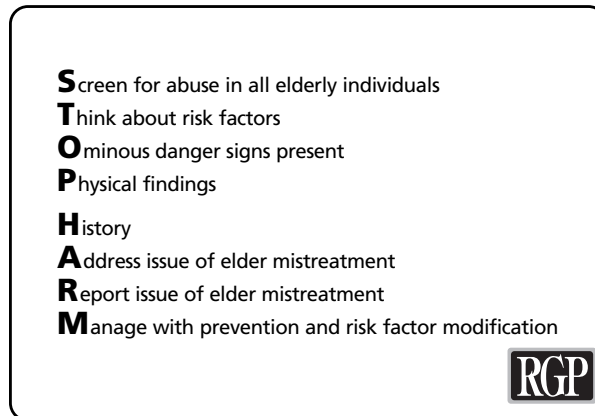 Screen for abuse in all elderly individuals
Think about risk factors
Ominous danger signs present
Physical findings
History
Address issue of elder mistreatment
Report issue of elder mistreatment
Manage with prevention and risk factor modification
RGP